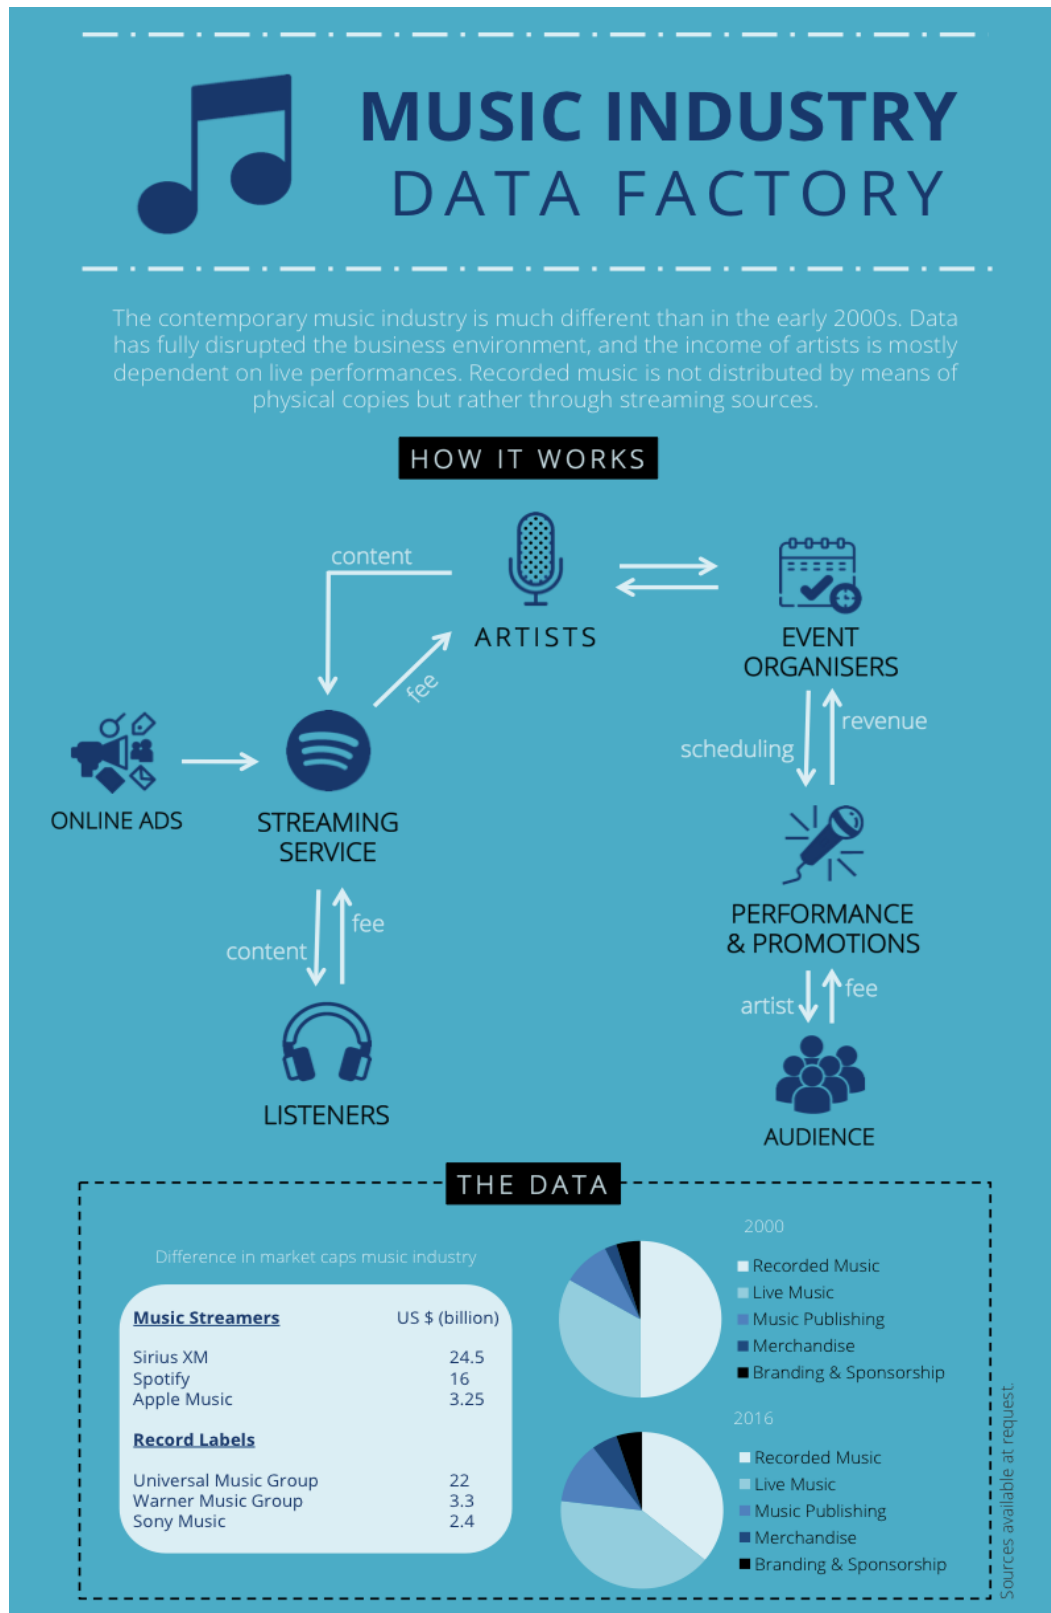 MUSIC INDUSTRY
DATA FACTORY
The contemporary music industry is much different than in the early 2000s. Data
has fully disrupted the business environment, and the income of artists is mostly
dependent on live performances. Recorded music is not distributed by means of
physical copies but rather through streaming sources.
HOW IT WORKS
content
ARTISTS
fee
EVENT
ORGANISERS
scheduling
revenue
ONLINE ADS
STREAMING
SERVICE
content
fee
LISTENERS
PERFORMANCE
& PROMOTIONS
artist
fee
AUDIENCE
THE DATA
Difference in market caps music industry
Music Streamers US $ (billion)
Sirius XM 24.5
Spotify 16
Apple Music 3.25
Record Labels
Universal Music Group 22
Warner Music Group 3.3
Sony Music 2.4
2000
Recorded Music
Live Music
Music Publishing
Merchandise
Branding & Sponsorship
2016
Recorded Music
Live Music
Music Publishing
Merchandise
Branding & Sponsorship
Sources available at request.